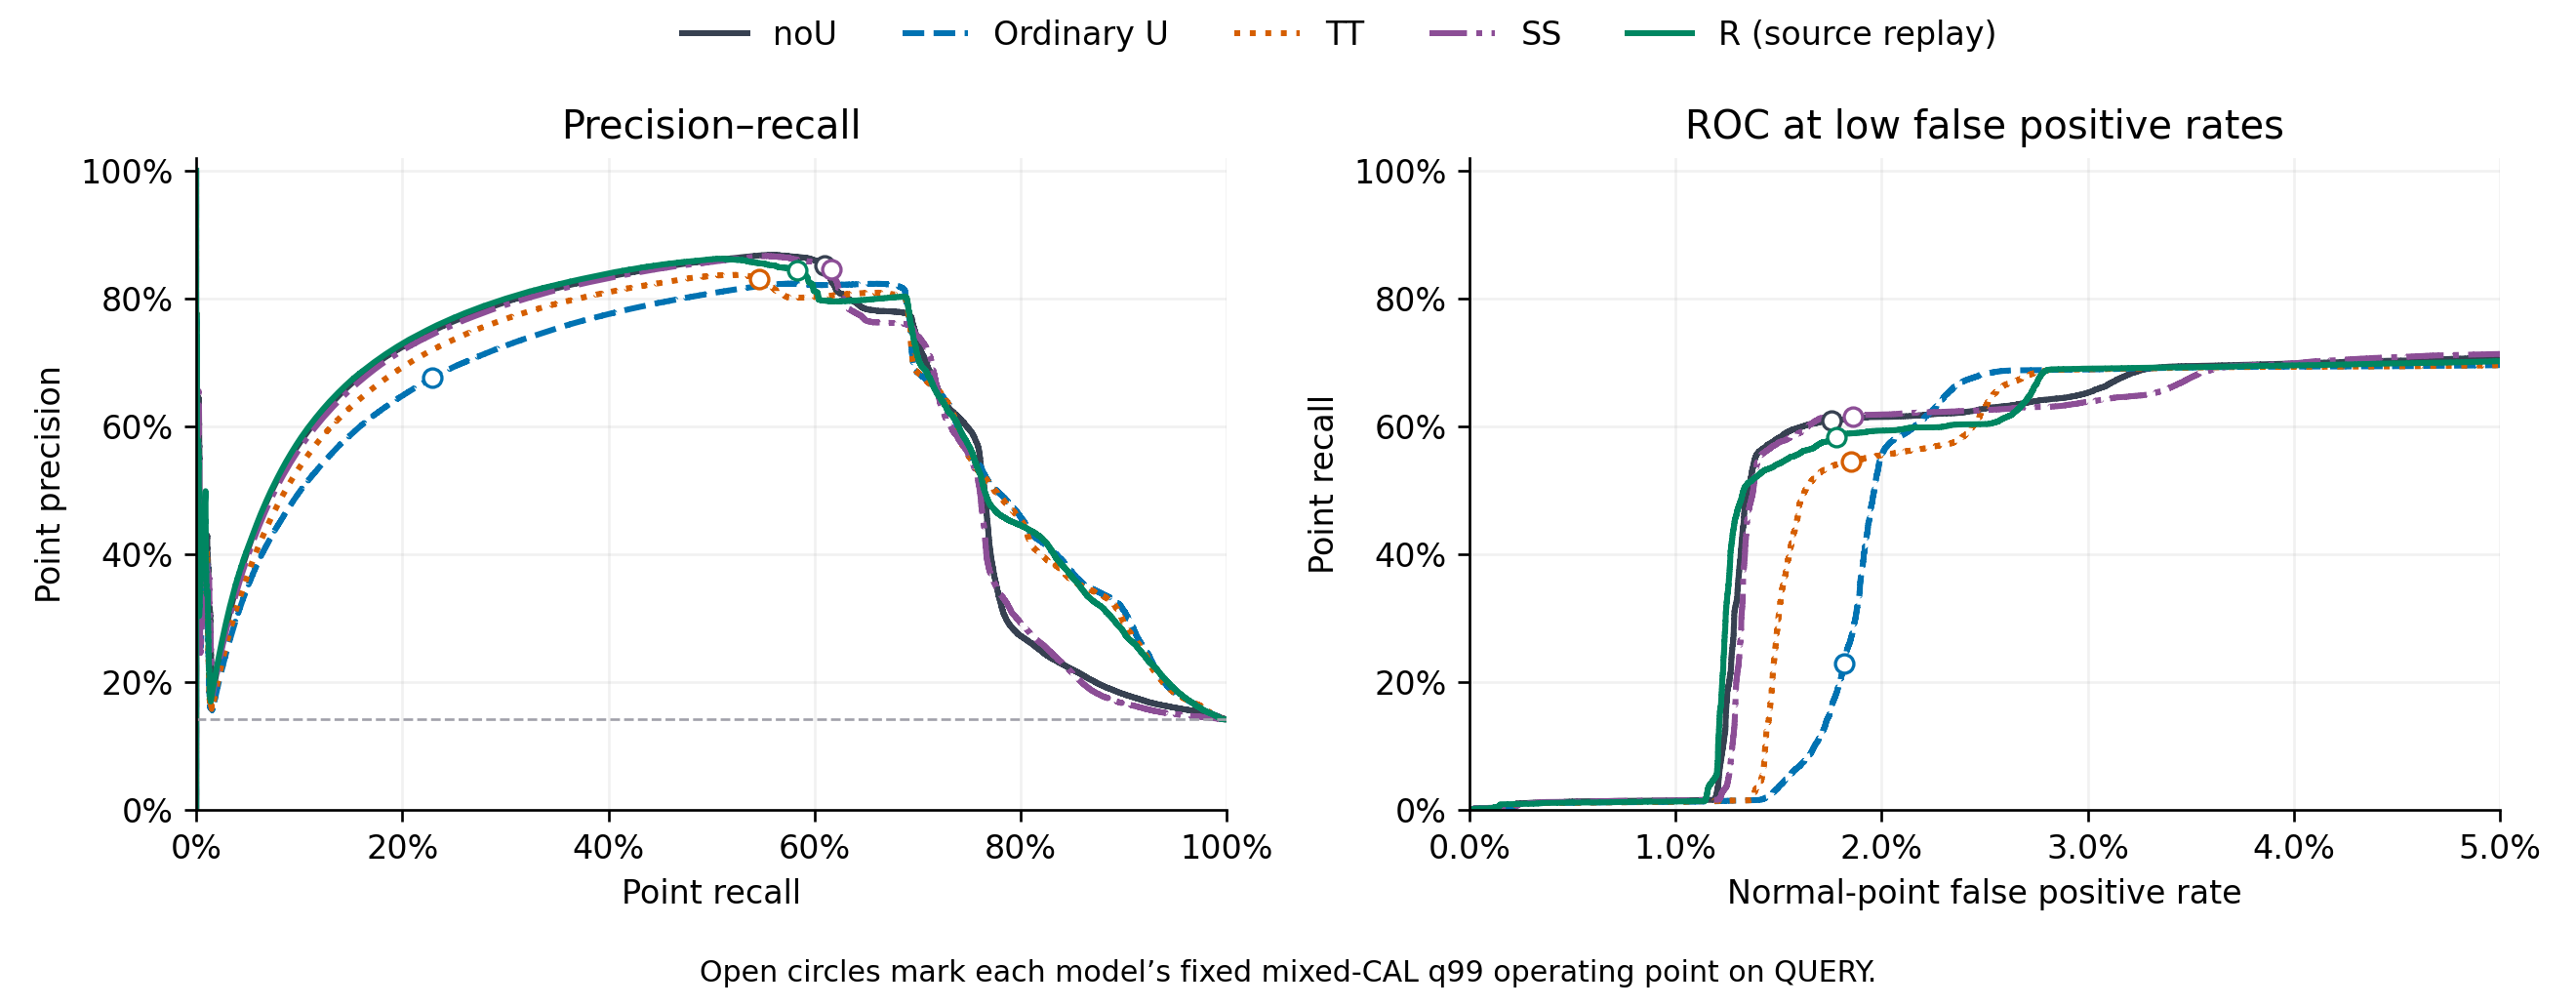 noU Ordinary U TT SS R (source replay)
Precision–recall
100%
80%
60%
40%
20%
0%
Point precision
0% 20% 40% 60% 80% 100%
Point recall
ROC at low false positive rates
100%
80%
60%
40%
20%
0%
Point recall
0.0% 1.0% 2.0% 3.0% 4.0% 5.0%
Normal-point false positive rate
Open circles mark each model’s fixed mixed-CAL q99 operating point on QUERY.